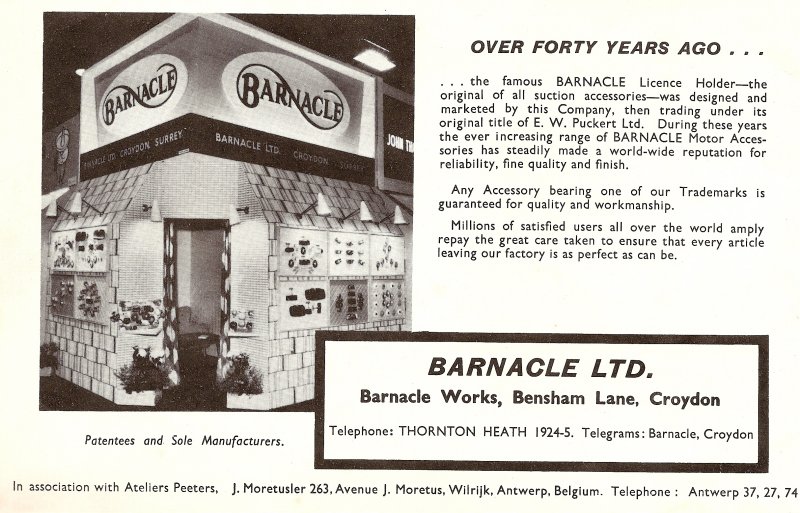 BARNACLE
BARNACLE
BARNACLE LTD. CROYDON, SURREY
BARNACLE LTD. CROYDON, SURREY
JOHN
OVER FORTY YEARS AGO . . .
. . . the famous BARNACLE Licence Holder—the
original of all suction accessories—was designed and
marketed by this Company, then trading under its
original title of E. W. Puckert Ltd. During these years
the ever increasing range of BARNACLE Motor Acces-
sories has steadily made a world-wide reputation for
reliability, fine quality and finish.
Any Accessory bearing one of our Trademarks is
guaranteed for quality and workmanship.
Millions of satisfied users all over the world amply
repay the great care taken to ensure that every article
leaving our factory is as perfect as can be.
BARNACLE LTD.
Barnacle Works, Bensham Lane, Croydon
Telephone: THORNTON HEATH 1924-5. Telegrams: Barnacle, Croydon
Patentees and Sole Manufacturers.
In association with Ateliers Peeters, J. Moretusler 263, Avenue J. Moretus, Wilrijk, Antwerp, Belgium. Telephone : Antwerp 37, 27, 74